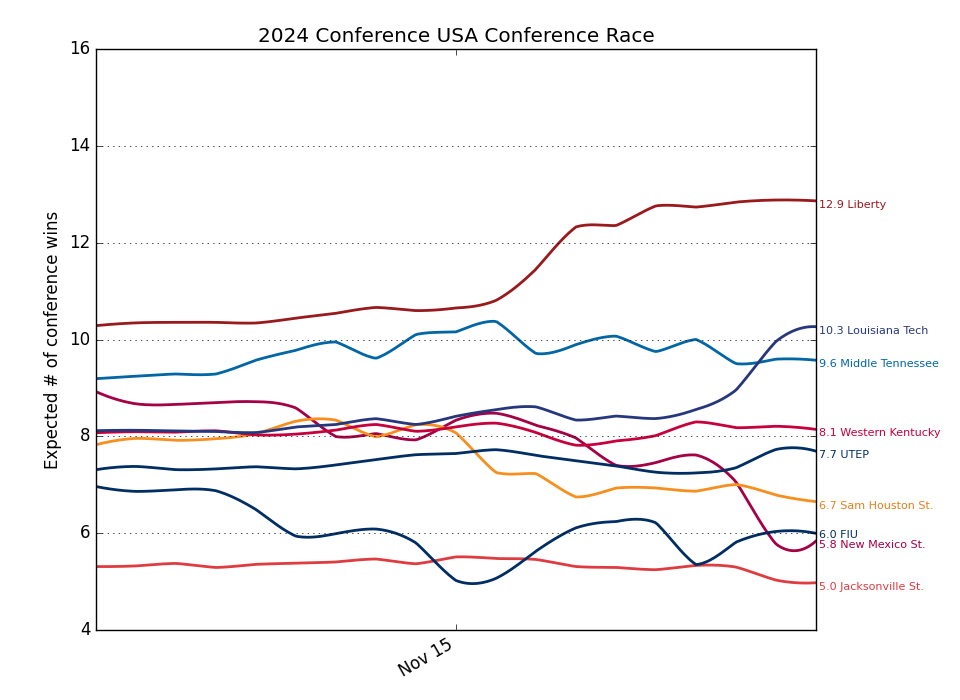 2024 Conference USA Conference Race
Expected # of conference wins
16
14
12
10
8
6
4
Nov 15
12.9 Liberty
10.3 Louisiana Tech
9.6 Middle Tennessee
8.1 Western Kentucky
7.7 UTEP
6.7 Sam Houston St.
6.0 FIU
5.8 New Mexico St.
5.0 Jacksonville St.